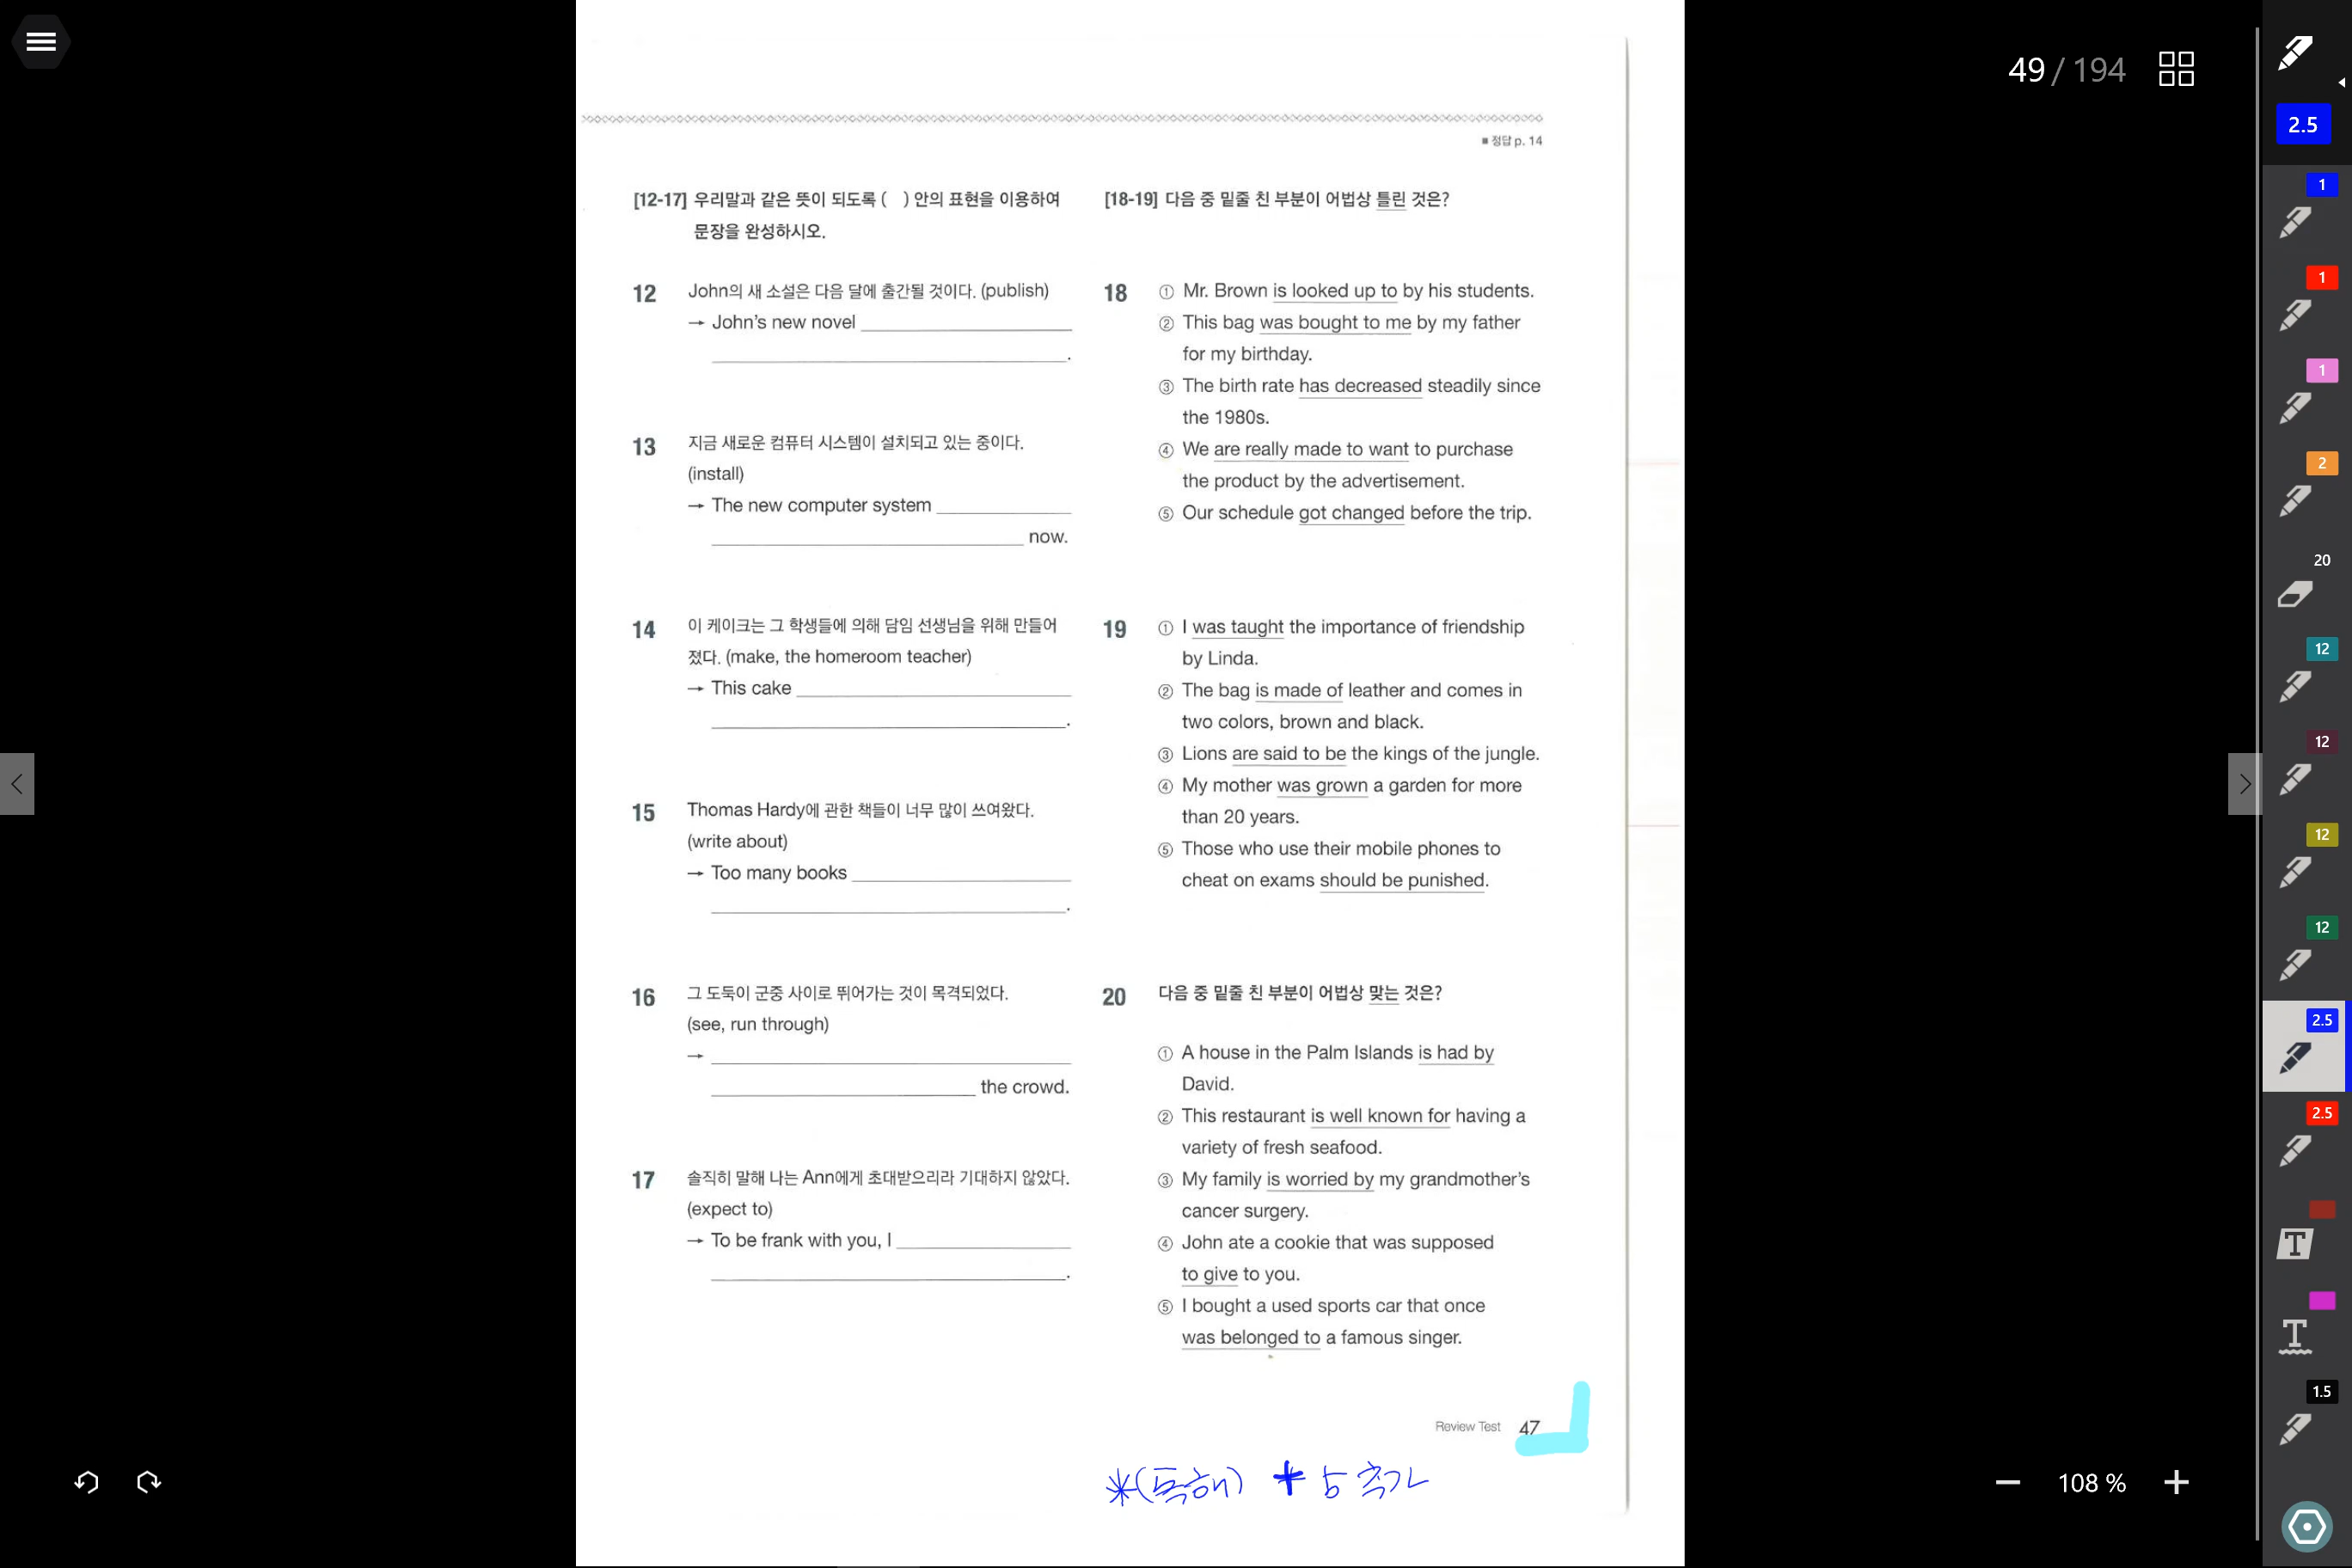 49 / 194
2.5
■ 정답 p. 14
[12-17] 우리말과 같은 뜻이 되도록 (   ) 안의 표현을 이용하여
문장을 완성하시오.
12 John의 새 소설은 다음 달에 출간될 것이다. (publish)
→ John's new novel
.
13 지금 새로운 컴퓨터 시스템이 설치되고 있는 중이다.
(install)
→ The new computer system
now.
14 이 케이크는 그 학생들에 의해 담임 선생님을 위해 만들어
졌다. (make, the homeroom teacher)
→ This cake
.
15 Thomas Hardy에 관한 책들이 너무 많이 쓰여왔다.
(write about)
→ Too many books
.
16 그 도둑이 군중 사이로 뛰어가는 것이 목격되었다.
(see, run through)
→
the crowd.
17 솔직히 말해 나는 Ann에게 초대받으리라 기대하지 않았다.
(expect to)
→ To be frank with you, I
.
[18-19] 다음 중 밑줄 친 부분이 어법상 틀린 것은?
18 ① Mr. Brown is looked up to by his students.
② This bag was bought to me by my father
for my birthday.
③ The birth rate has decreased steadily since
the 1980s.
④ We are really made to want to purchase
the product by the advertisement.
⑤ Our schedule got changed before the trip.
19 ① I was taught the importance of friendship
by Linda.
② The bag is made of leather and comes in
two colors, brown and black.
③ Lions are said to be the kings of the jungle.
④ My mother was grown a garden for more
than 20 years.
⑤ Those who use their mobile phones to
cheat on exams should be punished.
20 다음 중 밑줄 친 부분이 어법상 맞는 것은?
① A house in the Palm Islands is had by
David.
② This restaurant is well known for having a
variety of fresh seafood.
③ My family is worried by my grandmother's
cancer surgery.
④ John ate a cookie that was supposed
to give to you.
⑤ I bought a used sports car that once
was belonged to a famous singer.
Review Test 47
*(독해) +
1
1
1
2
20
12
12
12
12
2.5
2.5
T
T
1.5
108 %